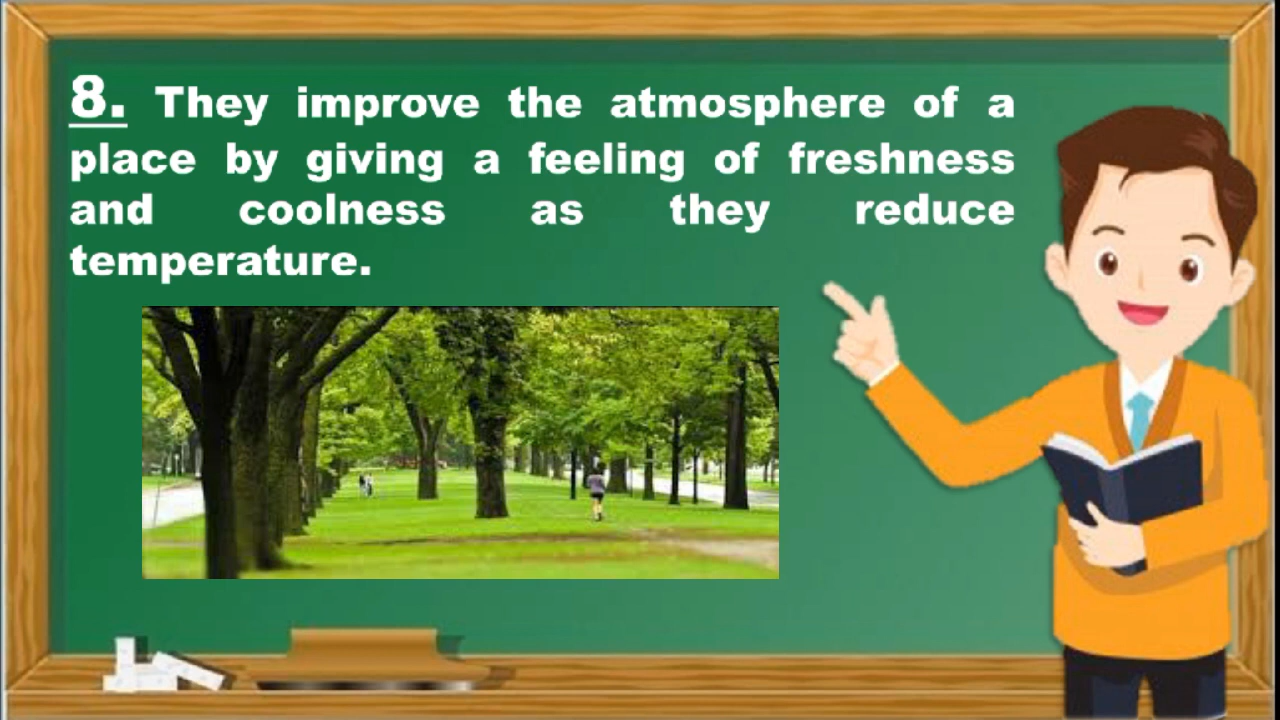 8. They improve the atmosphere of a
place by giving a feeling of freshness
and coolness as they reduce
temperature.